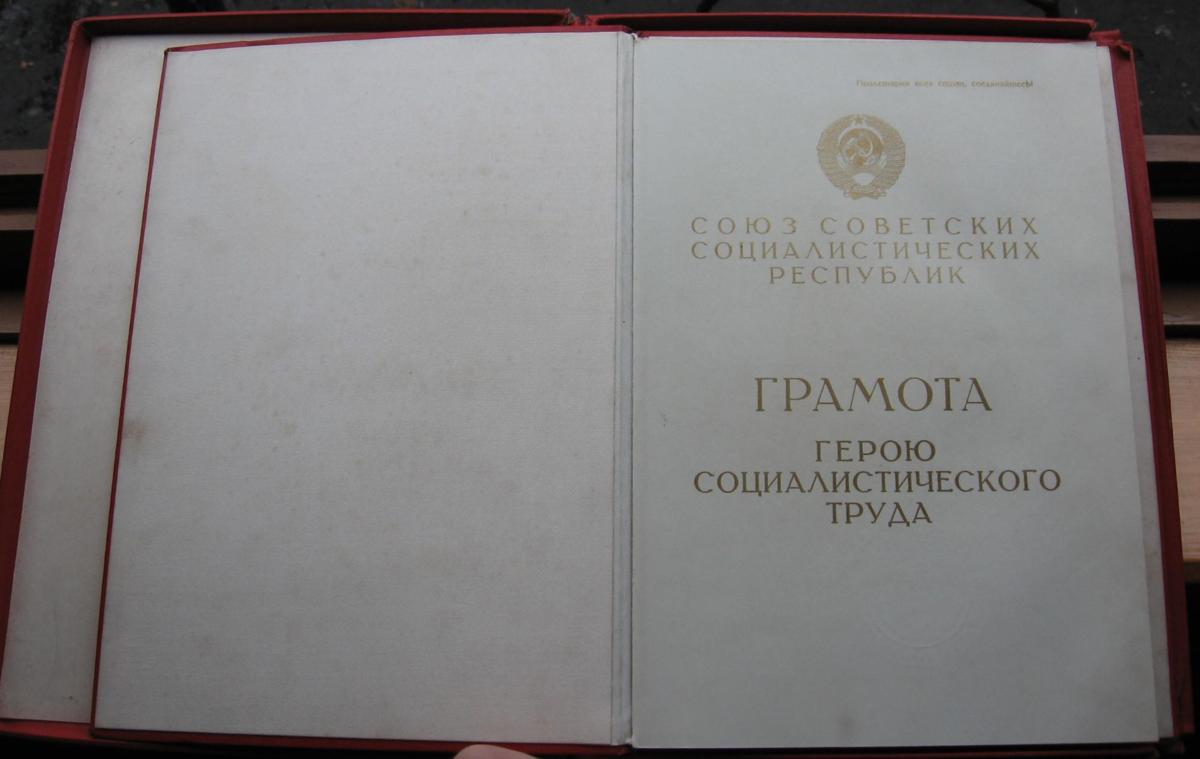 Пролетарии всех стран, соединяйтесь!
СОЮЗ СОВЕТСКИХ
СОЦИАЛИСТИЧЕСКИХ
РЕСПУБЛИК
ГРАМОТА
ГЕРОЮ
СОЦИАЛИСТИЧЕСКОГО
ТРУДА